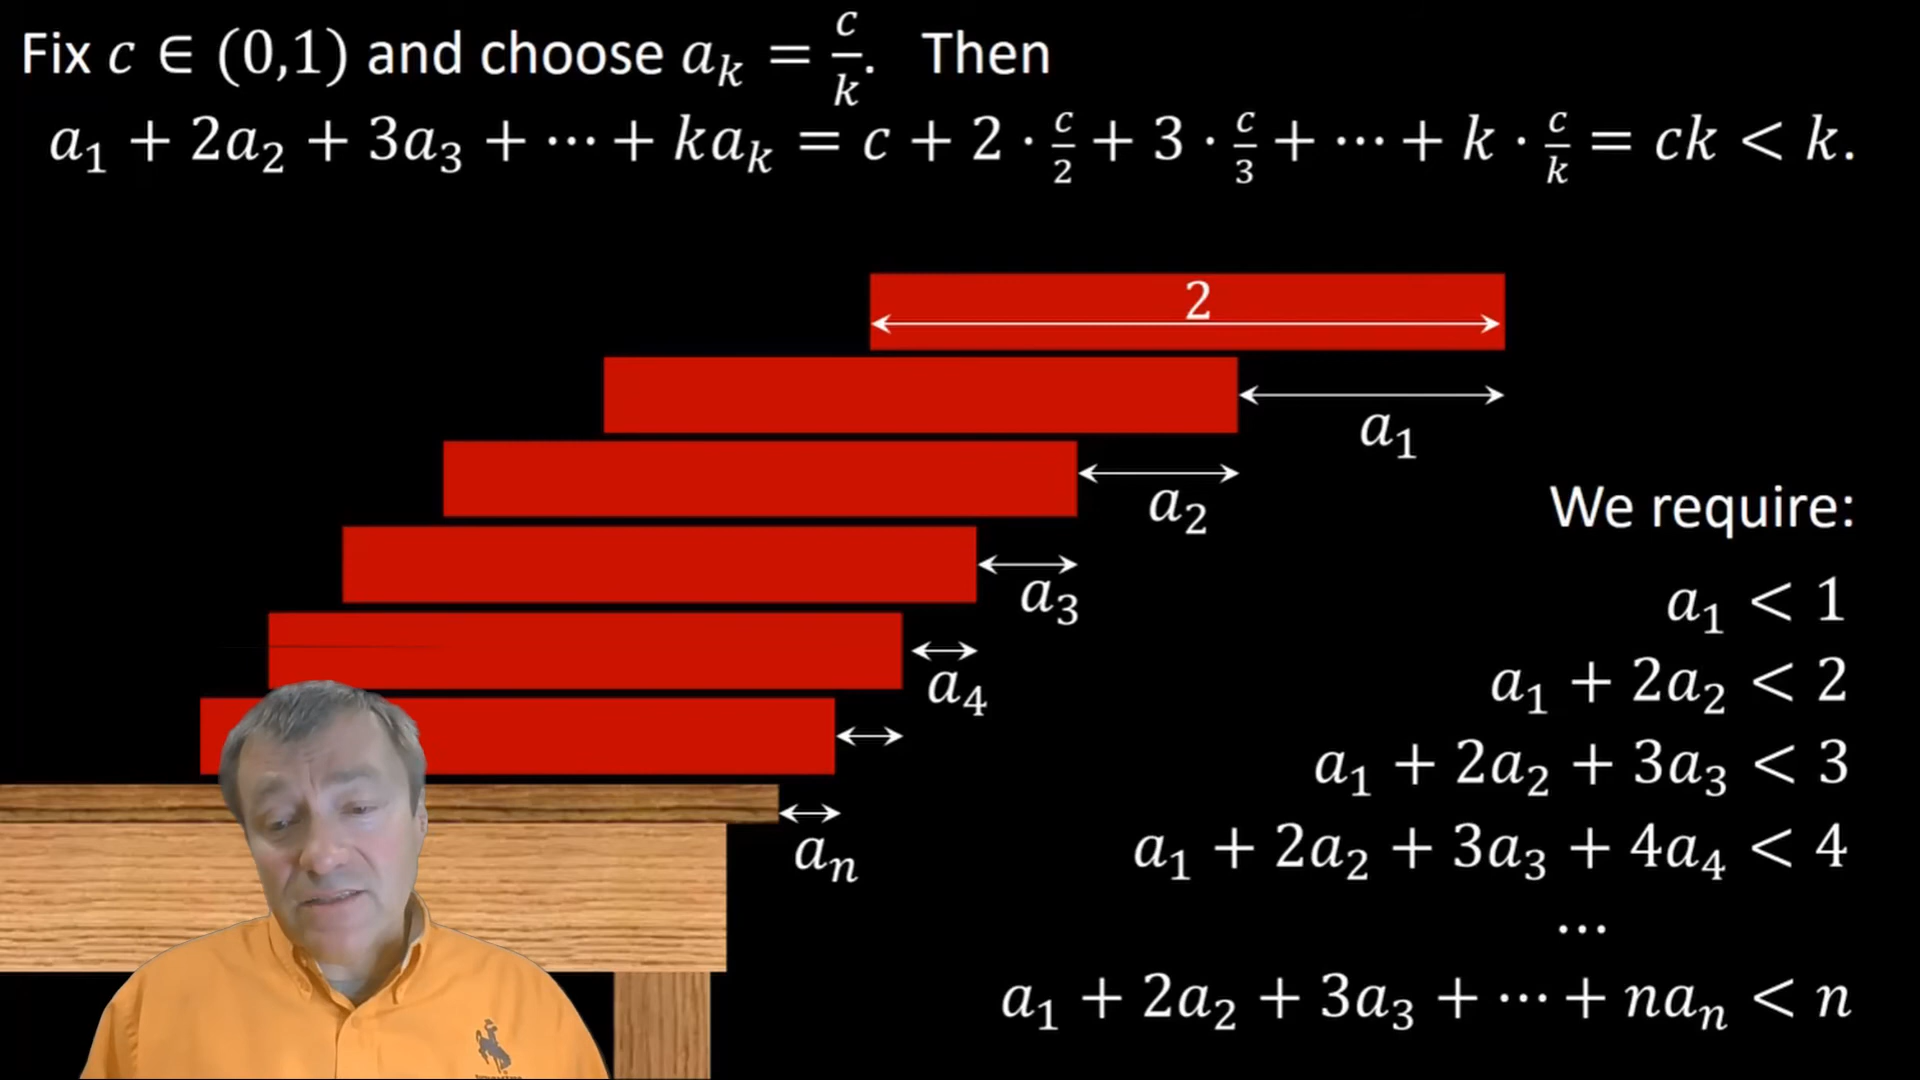 Fix c ∈ (0,1) and choose a_k = c/k. Then
a_1 + 2a_2 + 3a_3 + ⋯ + ka_k = c + 2 · c/2 + 3 · c/3 + ⋯ + k · c/k = ck < k.
2
a_1
a_2
We require:
a_3
a_1 < 1
a_4
a_1 + 2a_2 < 2
a_1 + 2a_2 + 3a_3 < 3
a_n
a_1 + 2a_2 + 3a_3 + 4a_4 < 4
⋯
a_1 + 2a_2 + 3a_3 + ⋯ + na_n < n